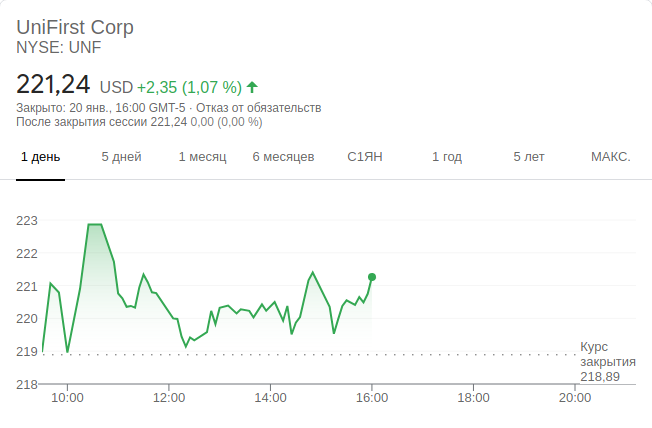 UniFirst Corp
NYSE: UNF
221,24 USD +2,35 (1,07 %)
Закрыто: 20 янв., 16:00 GMT-5 · Отказ от обязательств
После закрытия сессии 221,24 0,00 (0,00 %)
1 день 5 дней 1 месяц 6 месяцев С1ЯН 1 год 5 лет МАКС.
223
222
221
220
219
218
Курс
закрытия
218,89
10:00 12:00 14:00 16:00 18:00 20:00